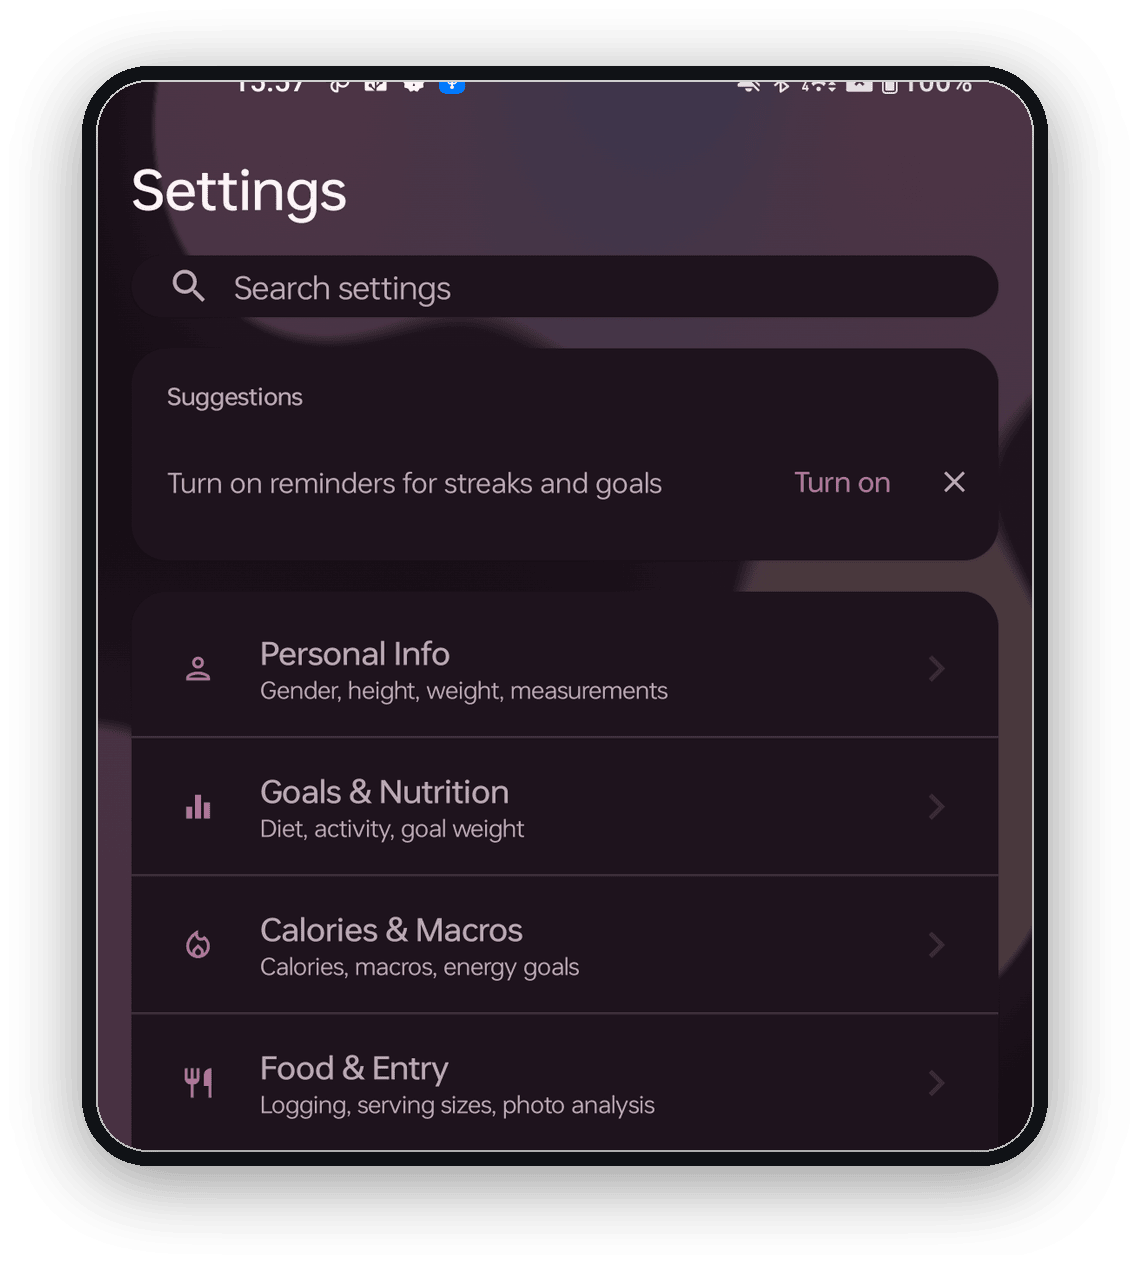 100%
Settings
Search settings
Suggestions
Turn on reminders for streaks and goals
Turn on
Personal Info
Gender, height, weight, measurements
Goals & Nutrition
Diet, activity, goal weight
Calories & Macros
Calories, macros, energy goals
Food & Entry
Logging, serving sizes, photo analysis